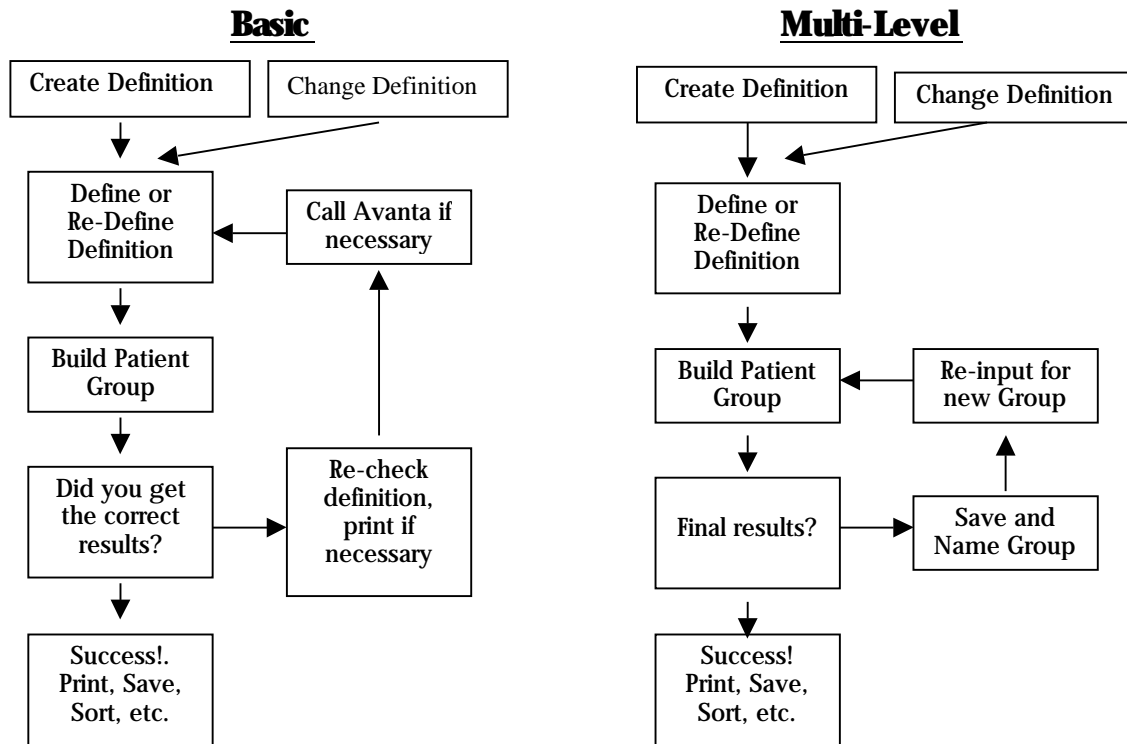 Basic
Create Definition
Change Definition
Define or
Re-Define
Definition
Call Avanta if
necessary
Build Patient
Group
Did you get
the correct
results?
Re-check
definition,
print if
necessary
Success!.
Print, Save,
Sort, etc.
Multi-Level
Create Definition
Change Definition
Define or
Re-Define
Definition
Build Patient
Group
Re-input for
new Group
Final results?
Save and
Name Group
Success!
Print, Save,
Sort, etc.